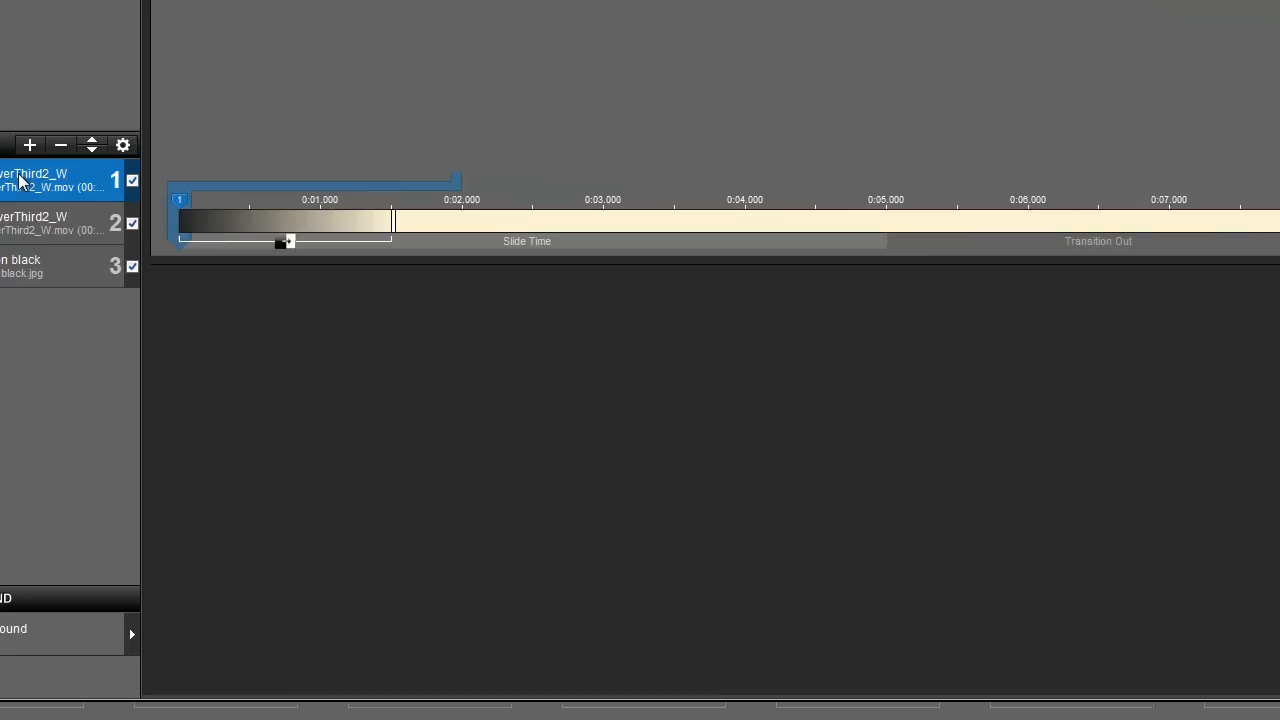 verThird2_W
erThird2_W.mov (00:...
1
verThird2_W
erThird2_W.mov (00:...
2
n black
black.jpg
3
1
0:01.000
0:02.000
0:03.000
0:04.000
0:05.000
0:06.000
0:07.000
Slide Time
Transition Out
ND
ound